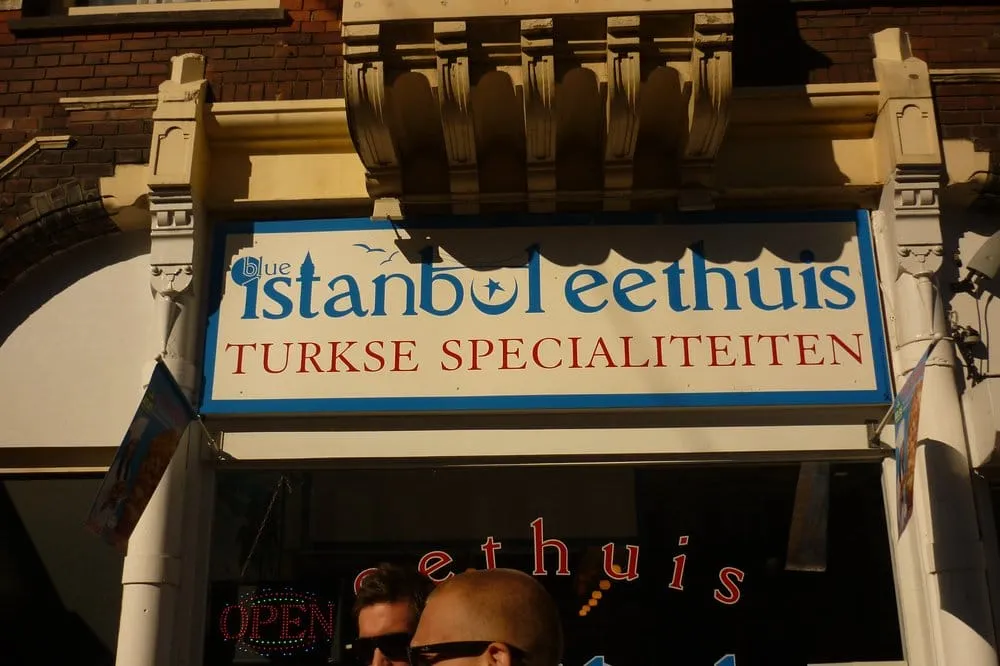 blue
istanbul eethuis
TURKSE SPECIALITEITEN
eethuis
OPEN